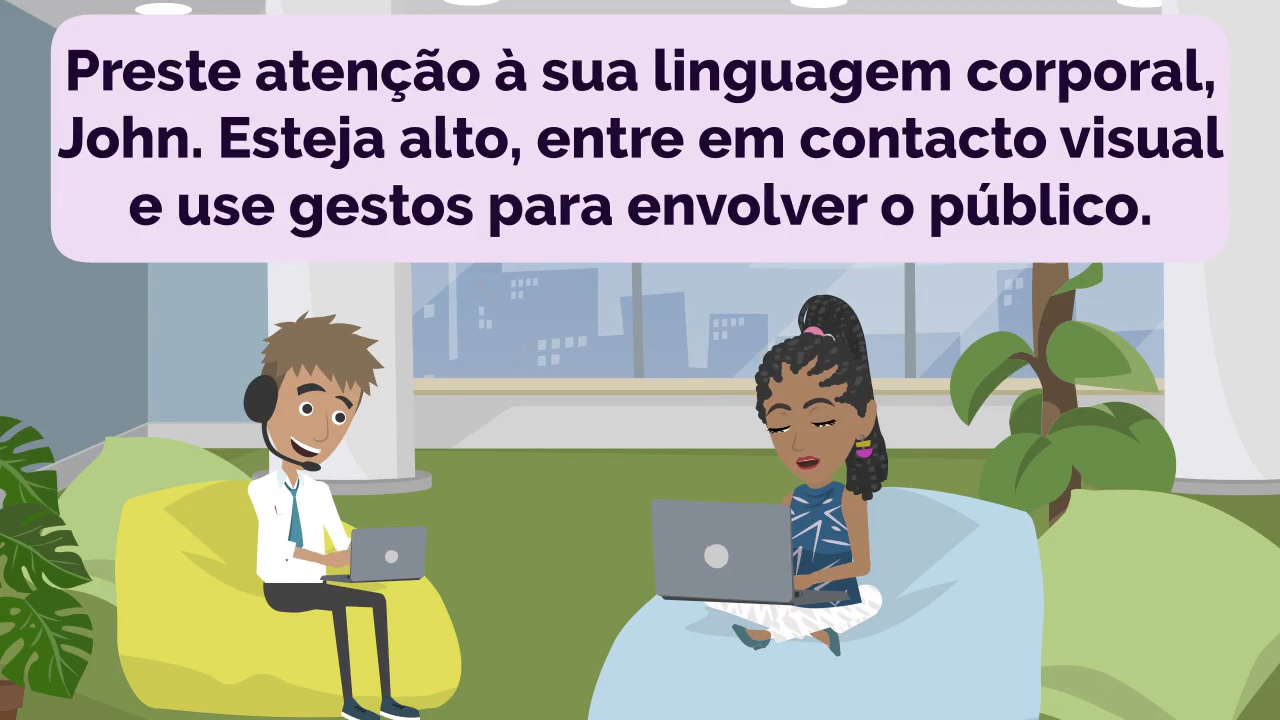 Preste atenção à sua linguagem corporal,
John. Esteja alto, entre em contacto visual
e use gestos para envolver o público.